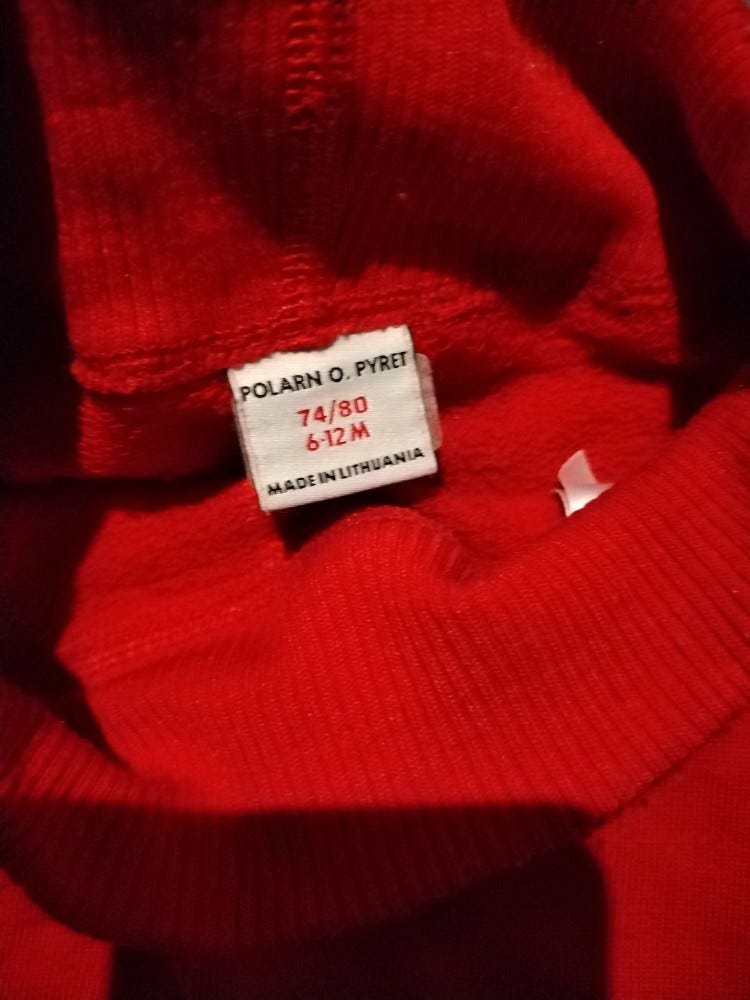 POLARN O. PYRET
74/80
6-12 M
MADE IN LITHUANIA